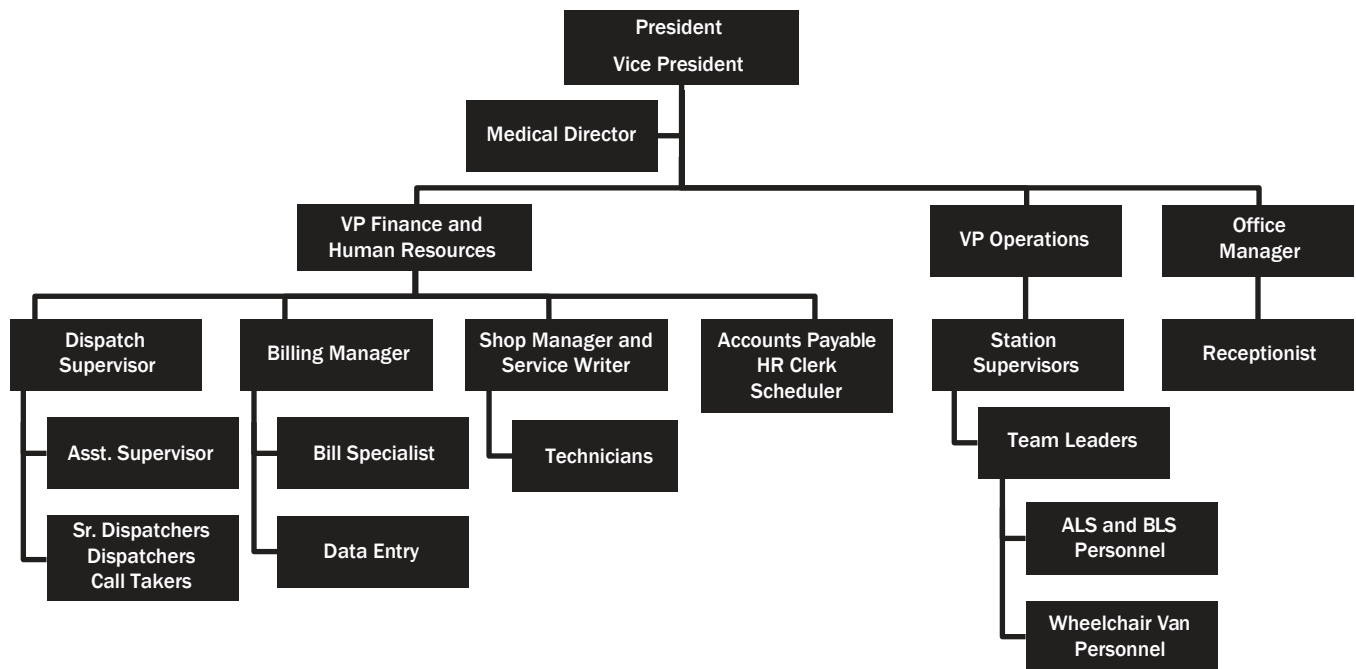 President
Vice President
Medical Director
VP Finance and
Human Resources
VP Operations
Office
Manager
Dispatch
Supervisor
Billing Manager
Shop Manager and
Service Writer
Accounts Payable
HR Clerk
Scheduler
Station
Supervisors
Receptionist
Asst. Supervisor
Bill Specialist
Technicians
Team Leaders
Sr. Dispatchers
Dispatchers
Call Takers
Data Entry
ALS and BLS
Personnel
Wheelchair Van
Personnel